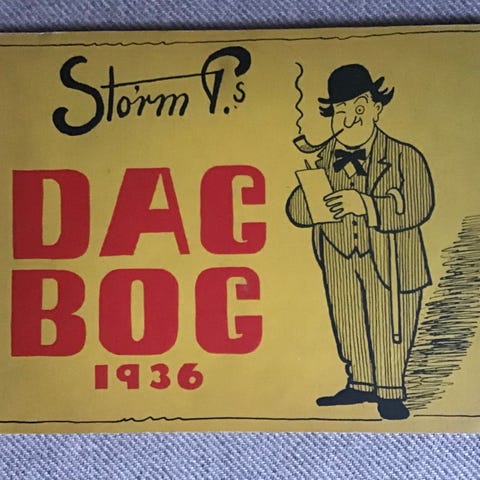 Storm P.s
DAG
BOG
1936